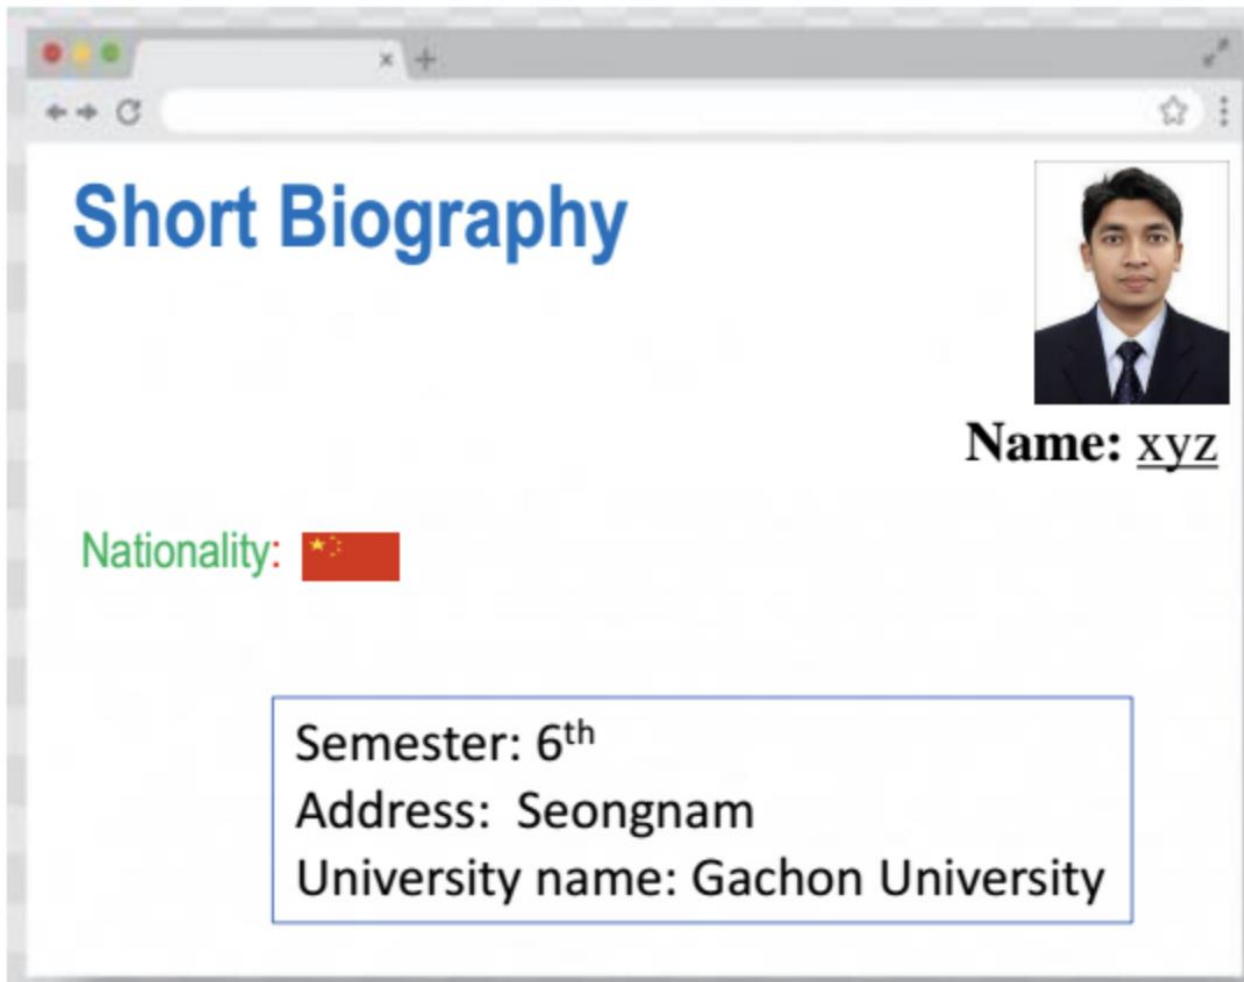 Short Biography
Name: xyz
Nationality:
Semester: 6th
Address: Seongnam
University name: Gachon University